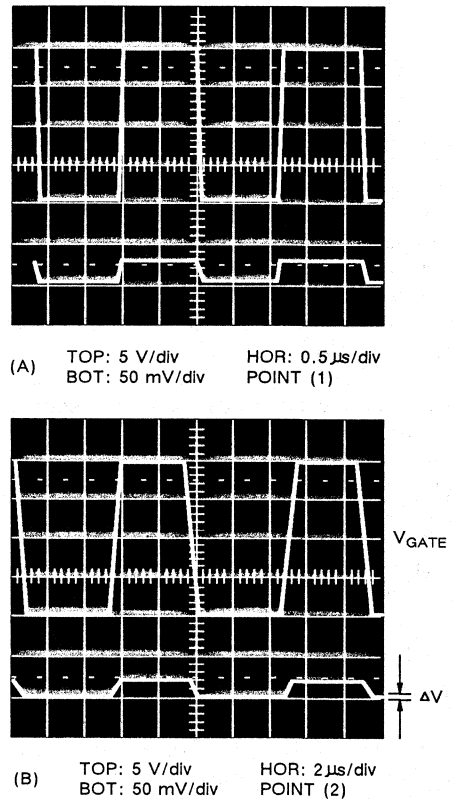 (A) TOP: 5 V/div HOR: 0.5 μs/div
BOT: 50 mV/div POINT (1)
V_GATE
ΔV
(B) TOP: 5 V/div HOR: 2 μs/div
BOT: 50 mV/div POINT (2)